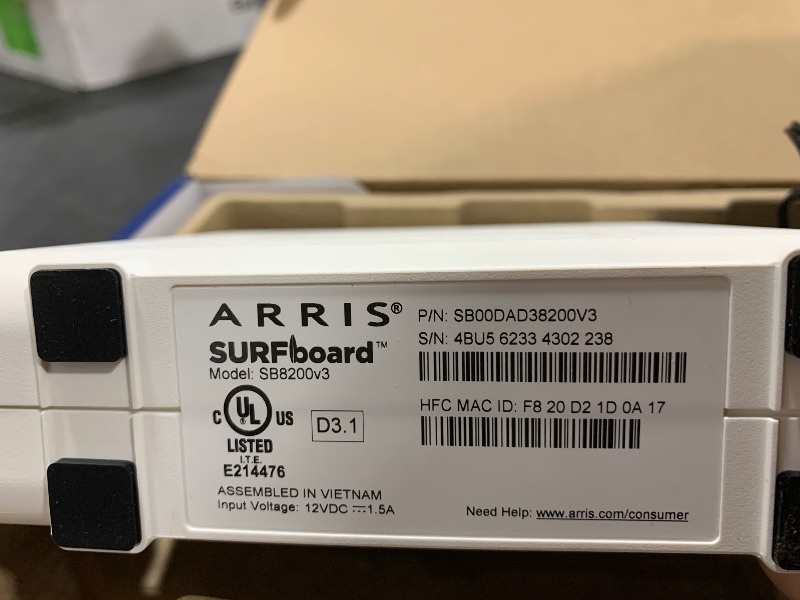 ARRIS®
SURFboard™
Model: SB8200v3
C UL® US
LISTED
I.T.E.
E214476
D3.1
ASSEMBLED IN VIETNAM
Input Voltage: 12VDC ⎓1.5A
P/N: SB00DAD38200V3
S/N: 4BU5 6233 4302 238
HFC MAC ID: F8 20 D2 1D 0A 17
Need Help: www.arris.com/consumer